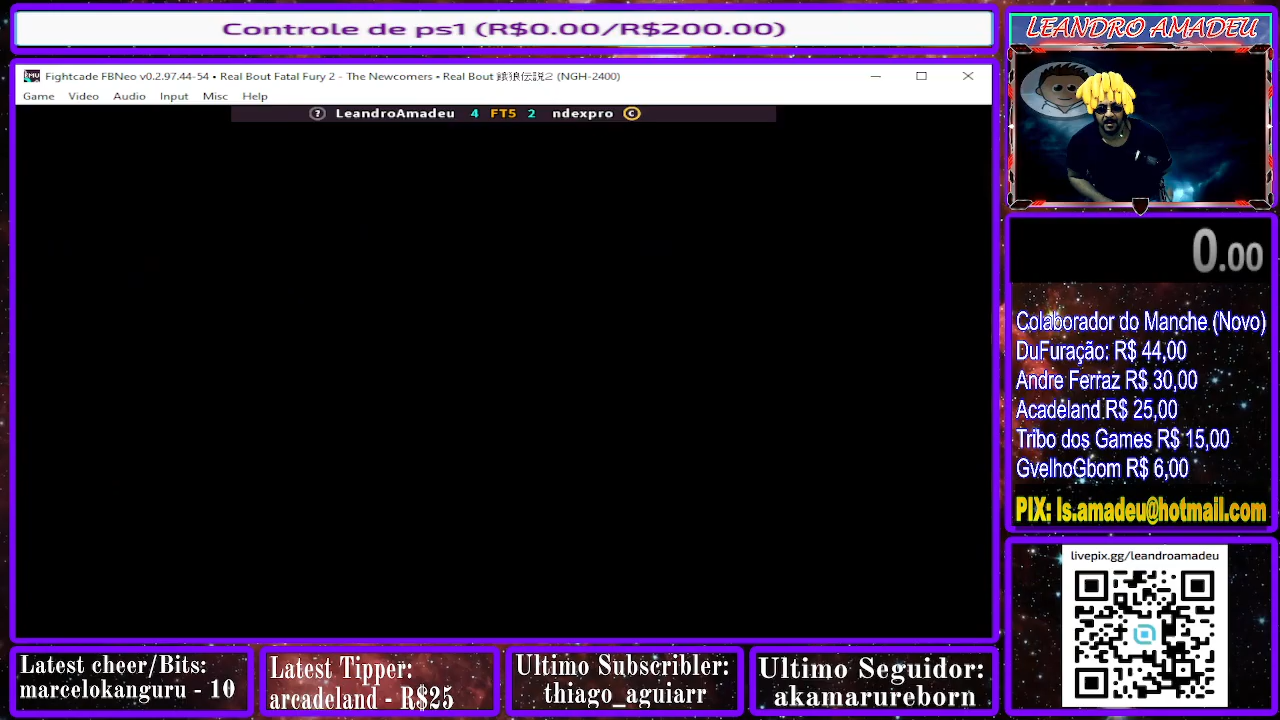 Controle de ps1 (R$0.00/R$200.00)
LEANDRO AMADEU
Fightcade FBNeo v0.2.97.44-54 • Real Bout Fatal Fury 2 - The Newcomers • Real Bout 餓狼伝説2 (NGH-2400)
Game Video Audio Input Misc Help
LeandroAmadeu 4 FT5 2 ndexpro C
0.00
Colaborador do Manche (Novo)
DuFuração: R$ 44,00
Andre Ferraz R$ 30,00
Acadeland R$ 25,00
Tribo dos Games R$ 15,00
GvelhoGbom R$ 6,00
PIX: ls.amadeu@hotmail.com
livepix.gg/leandroamadeu
Latest cheer/Bits:
marcelokanguru - 10
Latest Tipper:
arcadeland - R$25
Ultimo Subscribler:
thiago_aguiarr
Ultimo Seguidor:
akamarureborn